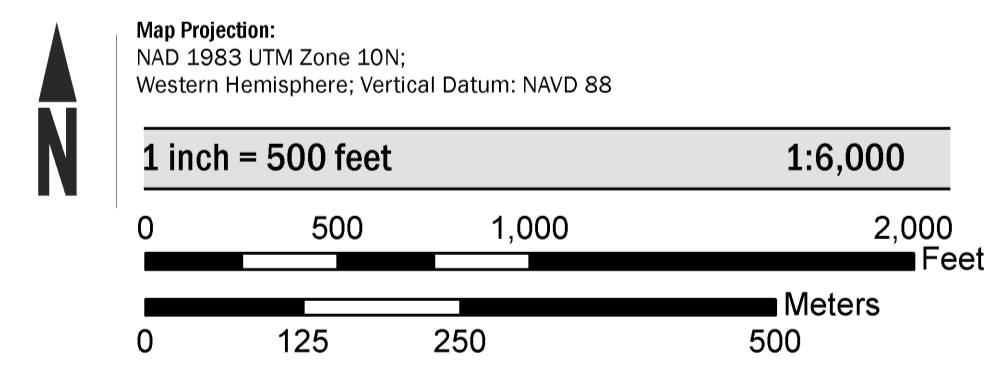 N
Map Projection:
NAD 1983 UTM Zone 10N;
Western Hemisphere; Vertical Datum: NAVD 88
1 inch = 500 feet 1:6,000
0 500 1,000 2,000
Feet
Meters
0 125 250 500